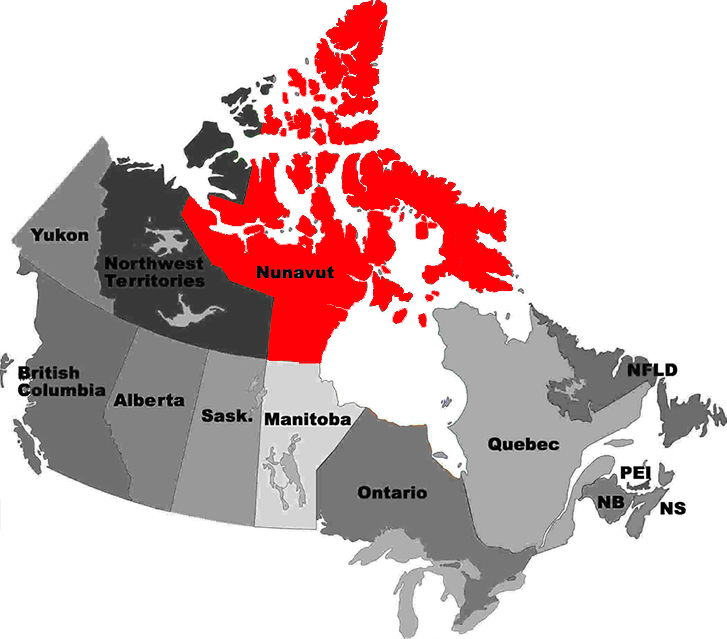 Yukon
Northwest
Territories
Nunavut
British
Columbia
Alberta
Sask.
Manitoba
Ontario
Quebec
NFLD
PEI
NB
NS